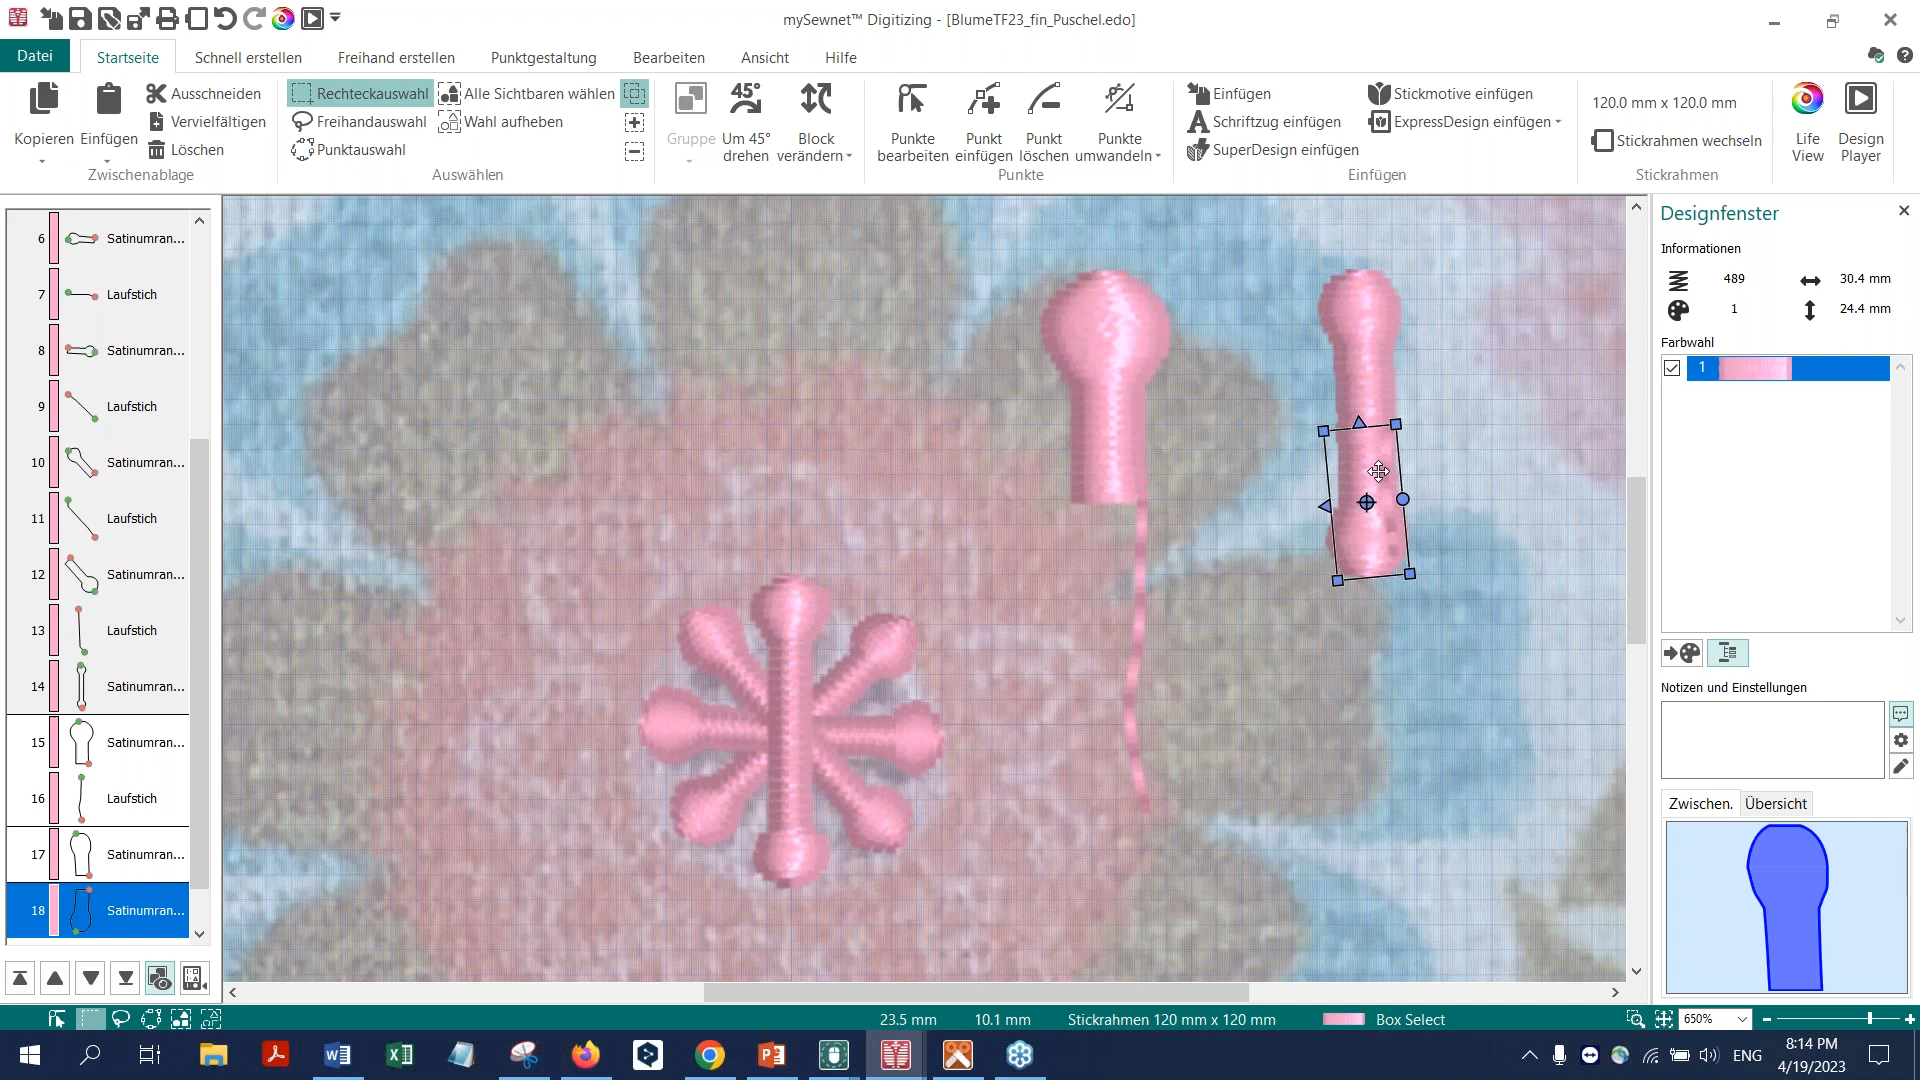 mySewnet™ Digitizing - [BlumeTF23_fin_Puschel.edo]
Datei
Startseite
Schnell erstellen
Freihand erstellen
Punktgestaltung
Bearbeiten
Ansicht
Hilfe
Kopieren
Einfügen
Ausschneiden
Vervielfältigen
Löschen
Zwischenablage
Rechteckauswahl
Freihandauswahl
Punktauswahl
Alle Sichtbaren wählen
Wahl aufheben
Auswählen
Gruppe
45°
Um 45° drehen
Block verändern
Punkte bearbeiten
Punkt einfügen
Punkt löschen
Punkte umwandeln
Punkte
Einfügen
Schriftzug einfügen
SuperDesign einfügen
Stickmotive einfügen
ExpressDesign einfügen
Einfügen
120.0 mm x 120.0 mm
Stickrahmen wechseln
Stickrahmen
Life View
Design Player
6 Satinumran...
7 Laufstich
8 Satinumran...
9 Laufstich
10 Satinumran...
11 Laufstich
12 Satinumran...
13 Laufstich
14 Satinumran...
15 Satinumran...
16 Laufstich
17 Satinumran...
18 Satinumran...
Designfenster
Informationen
489 30.4 mm
1 24.4 mm
Farbwahl
1
Notizen und Einstellungen
Zwischen. Übersicht
23.5 mm 10.1 mm Stickrahmen 120 mm x 120 mm Box Select 650%
ENG
8:14 PM
4/19/2023